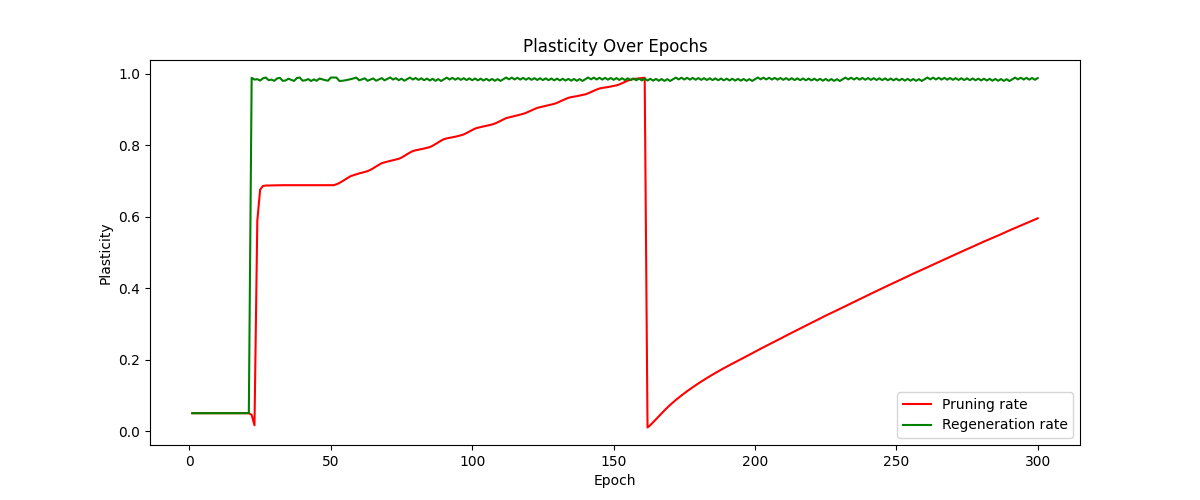 Plasticity Over Epochs
Plasticity
1.0
0.8
0.6
0.4
0.2
0.0
0 50 100 150 200 250 300
Epoch
Pruning rate
Regeneration rate